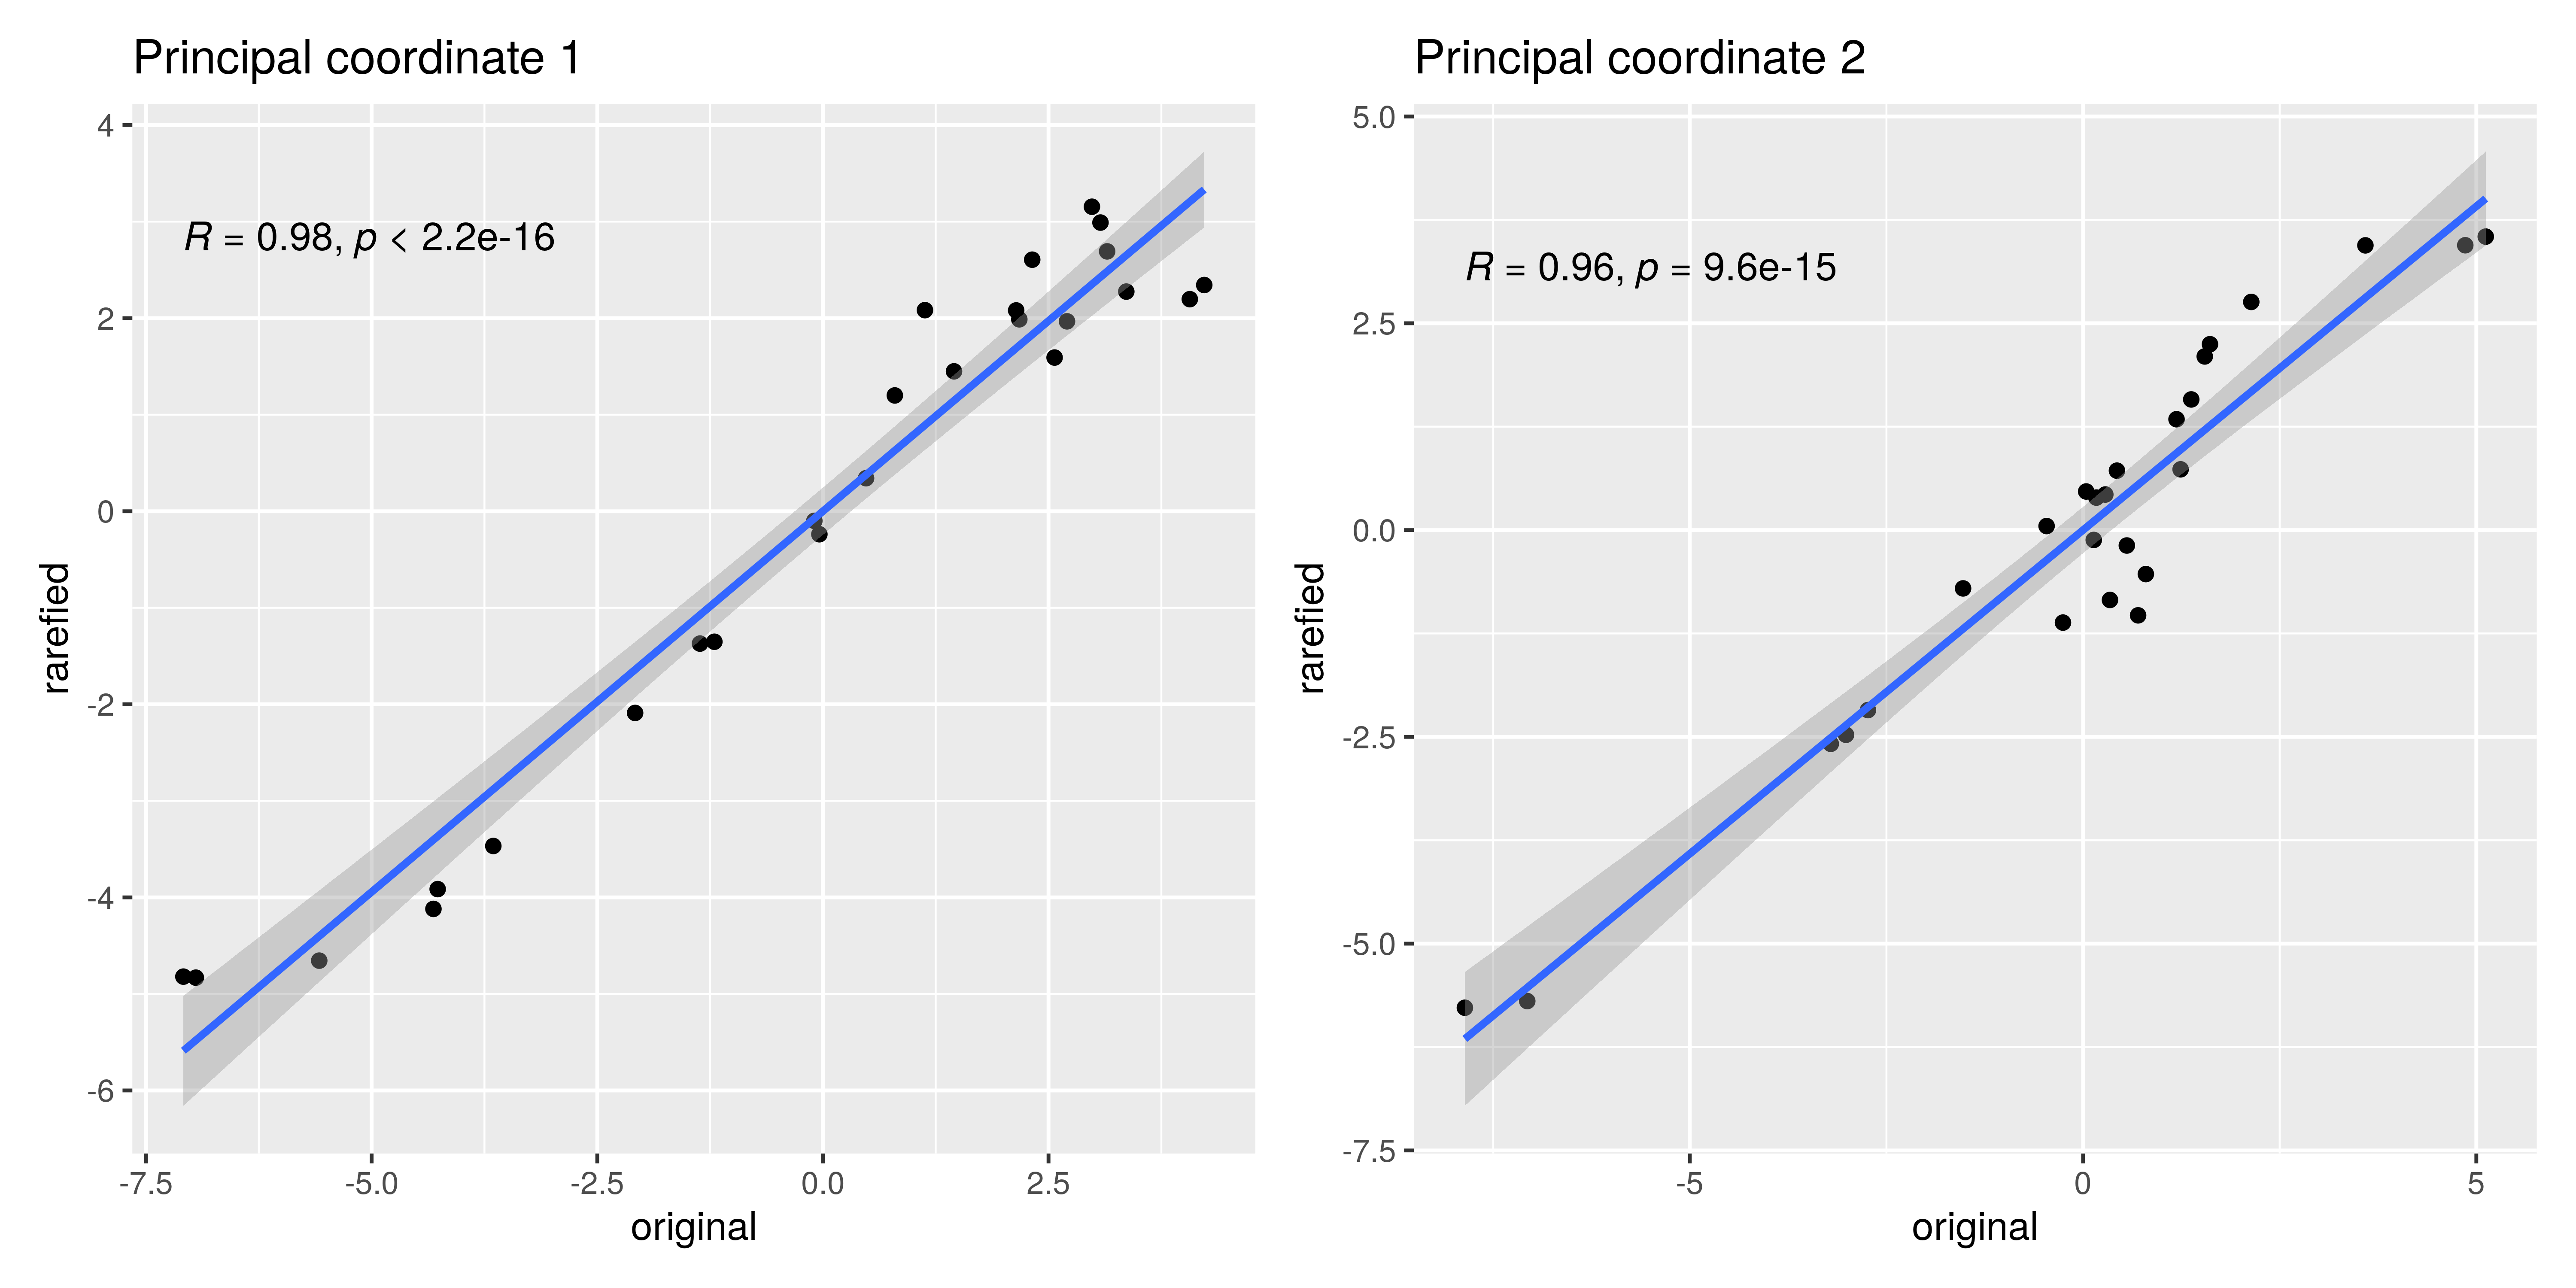 Principal coordinate 1
4
2
0
-2
-4
-6
rarefied
R = 0.98, p < 2.2e-16
-7.5 -5.0 -2.5 0.0 2.5
original
Principal coordinate 2
5.0
2.5
0.0
-2.5
-5.0
-7.5
rarefied
R = 0.96, p = 9.6e-15
-5 0 5
original